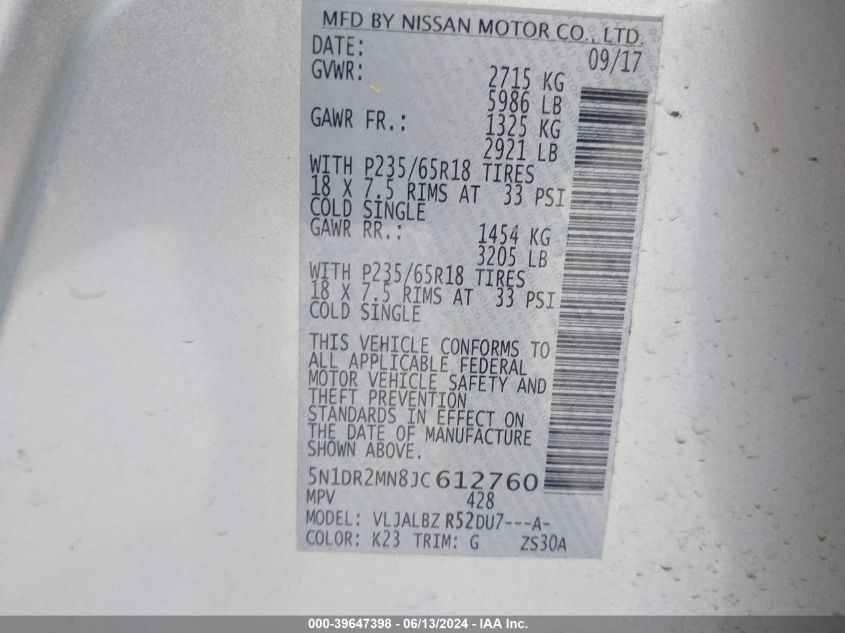 MFD BY NISSAN MOTOR CO., LTD.
DATE: 09/17
GVWR: 2715 KG
5986 LB
GAWR FR.: 1325 KG
2921 LB
WITH P235/65R18 TIRES
18 X 7.5 RIMS AT 33 PSI
COLD SINGLE
GAWR RR.: 1454 KG
3205 LB
WITH P235/65R18 TIRES
18 X 7.5 RIMS AT 33 PSI
COLD SINGLE
THIS VEHICLE CONFORMS TO
ALL APPLICABLE FEDERAL
MOTOR VEHICLE SAFETY AND
THEFT PREVENTION
STANDARDS IN EFFECT ON
THE DATE OF MANUFACTURE
SHOWN ABOVE.
5N1DR2MN8JC612760
MPV 428
MODEL: VLJALBZ R52DU7---A-
COLOR: K23 TRIM: G ZS30A
000-39647398 - 06/13/2024 - IAA Inc.